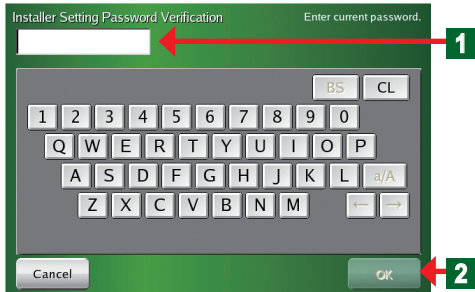 Installer Setting Password Verification
Enter current password.
1
BS CL
1 2 3 4 5 6 7 8 9 0
Q W E R T Y U I O P
A S D F G H J K L a/A
Z X C V B N M ← →
Cancel OK
2